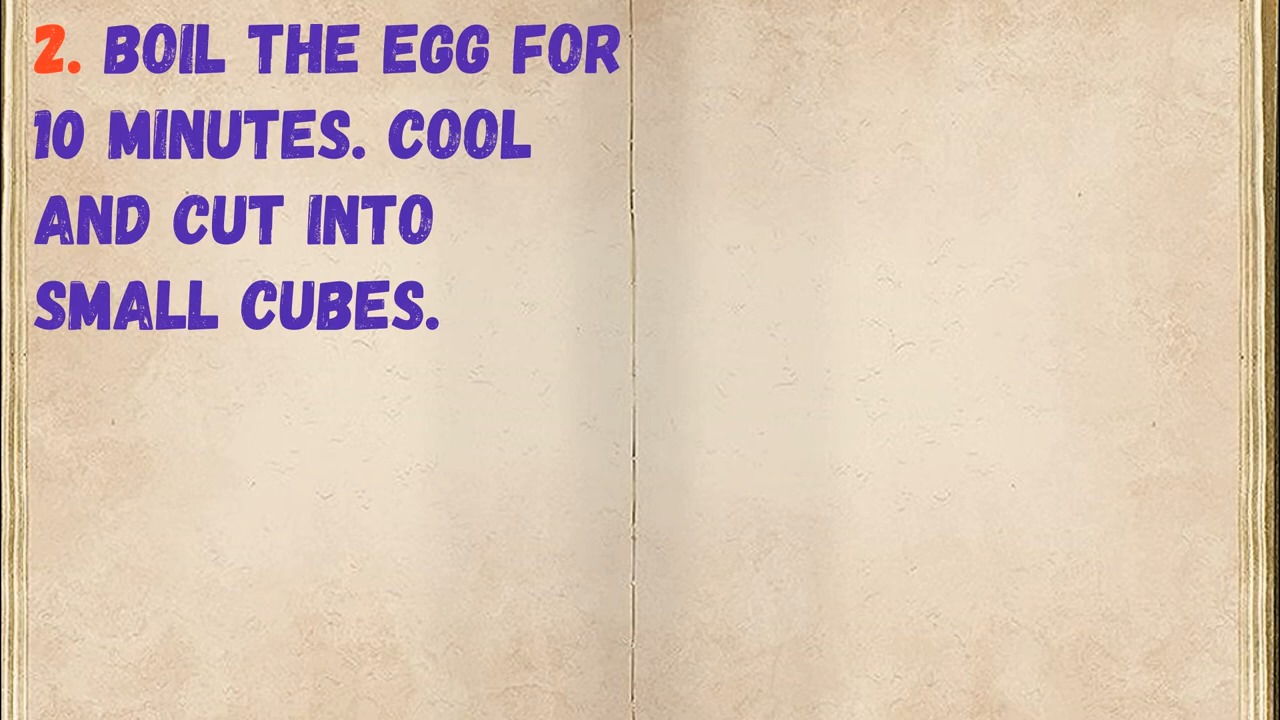 2. BOIL THE EGG FOR
10 MINUTES. COOL
AND CUT INTO
SMALL CUBES.